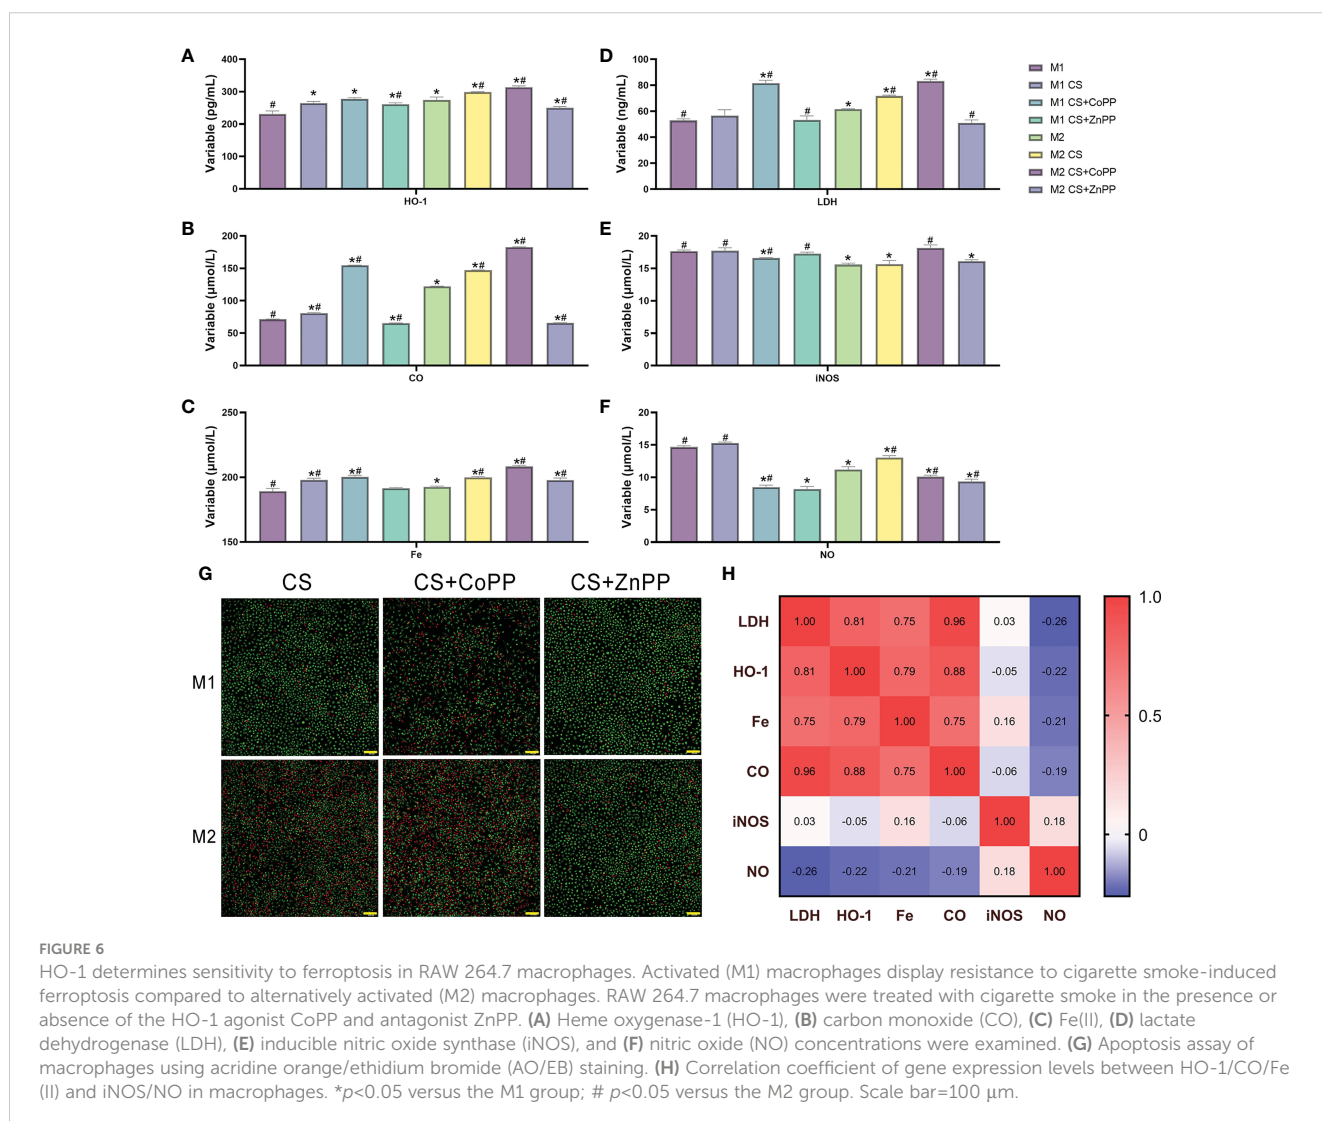 A
400
300
200
100
0
Variable (pg/mL)
#
*
*
*#
*
*#
*#
*#
HO-1
D
100
80
60
40
20
0
Variable (ng/mL)
#
*#
#
*
*#
*#
#
LDH
M1
M1 CS
M1 CS+CoPP
M1 CS+ZnPP
M2
M2 CS
M2 CS+CoPP
M2 CS+ZnPP
B
200
150
100
50
0
Variable (µmol/L)
#
*#
*#
*#
*
*#
*#
*#
CO
E
20
15
10
5
0
Variable (µmol/L)
#
#
*#
#
*
*
#
*
iNOS
C
250
200
150
Variable (µmol/L)
#
*#
*#
*
*#
*#
*#
Fe
F
20
15
10
5
0
Variable (µmol/L)
#
#
*#
*
*
*#
*#
*#
NO
G
CS CS+CoPP CS+ZnPP
M1
M2
H
LDH 1.00 0.81 0.75 0.96 0.03 -0.26
HO-1 0.81 1.00 0.79 0.88 -0.05 -0.22
Fe 0.75 0.79 1.00 0.75 0.16 -0.21
CO 0.96 0.88 0.75 1.00 -0.06 -0.19
iNOS 0.03 -0.05 0.16 -0.06 1.00 0.18
NO -0.26 -0.22 -0.21 -0.19 0.18 1.00
LDH HO-1 Fe CO iNOS NO
1.0
0.5
0
FIGURE 6
HO-1 determines sensitivity to ferroptosis in RAW 264.7 macrophages. Activated (M1) macrophages display resistance to cigarette smoke-induced
ferroptosis compared to alternatively activated (M2) macrophages. RAW 264.7 macrophages were treated with cigarette smoke in the presence or
absence of the HO-1 agonist CoPP and antagonist ZnPP. (A) Heme oxygenase-1 (HO-1), (B) carbon monoxide (CO), (C) Fe(II), (D) lactate
dehydrogenase (LDH), (E) inducible nitric oxide synthase (iNOS), and (F) nitric oxide (NO) concentrations were examined. (G) Apoptosis assay of
macrophages using acridine orange/ethidium bromide (AO/EB) staining. (H) Correlation coefficient of gene expression levels between HO-1/CO/Fe
(II) and iNOS/NO in macrophages. *p<0.05 versus the M1 group; # p<0.05 versus the M2 group. Scale bar=100 µm.